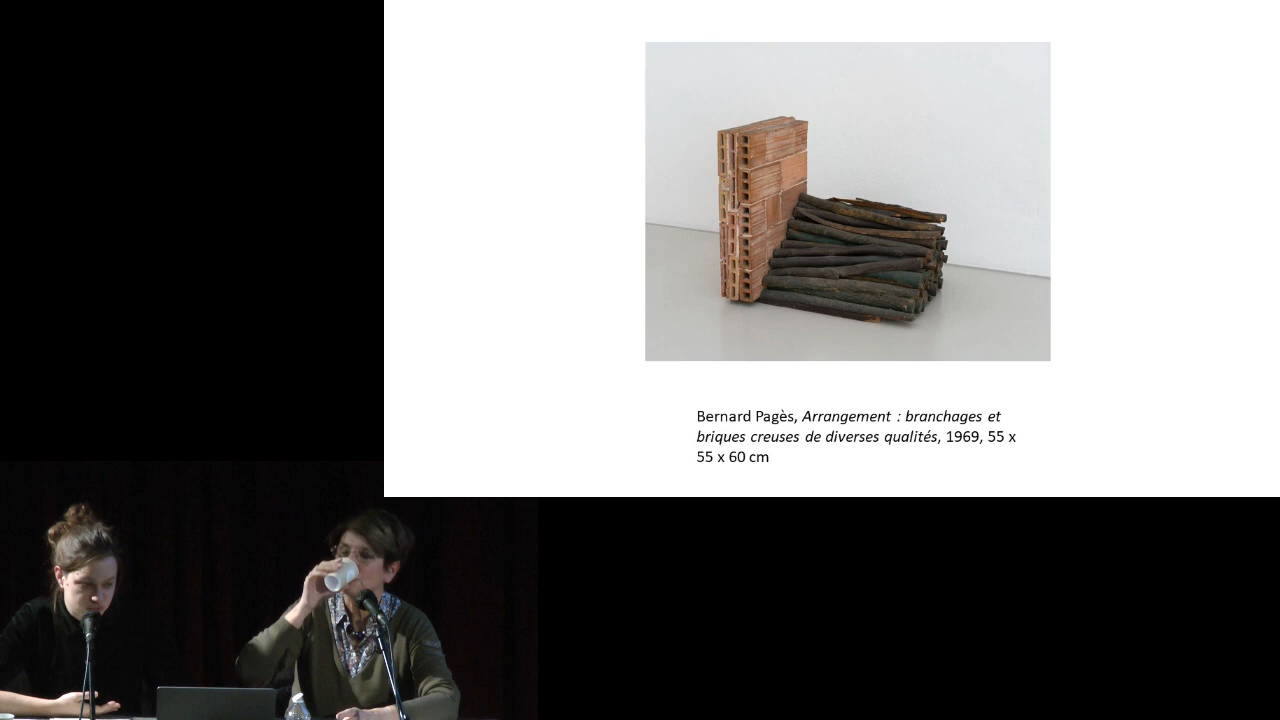 Bernard Pagès, Arrangement : branchages et
briques creuses de diverses qualités, 1969, 55 x
55 x 60 cm